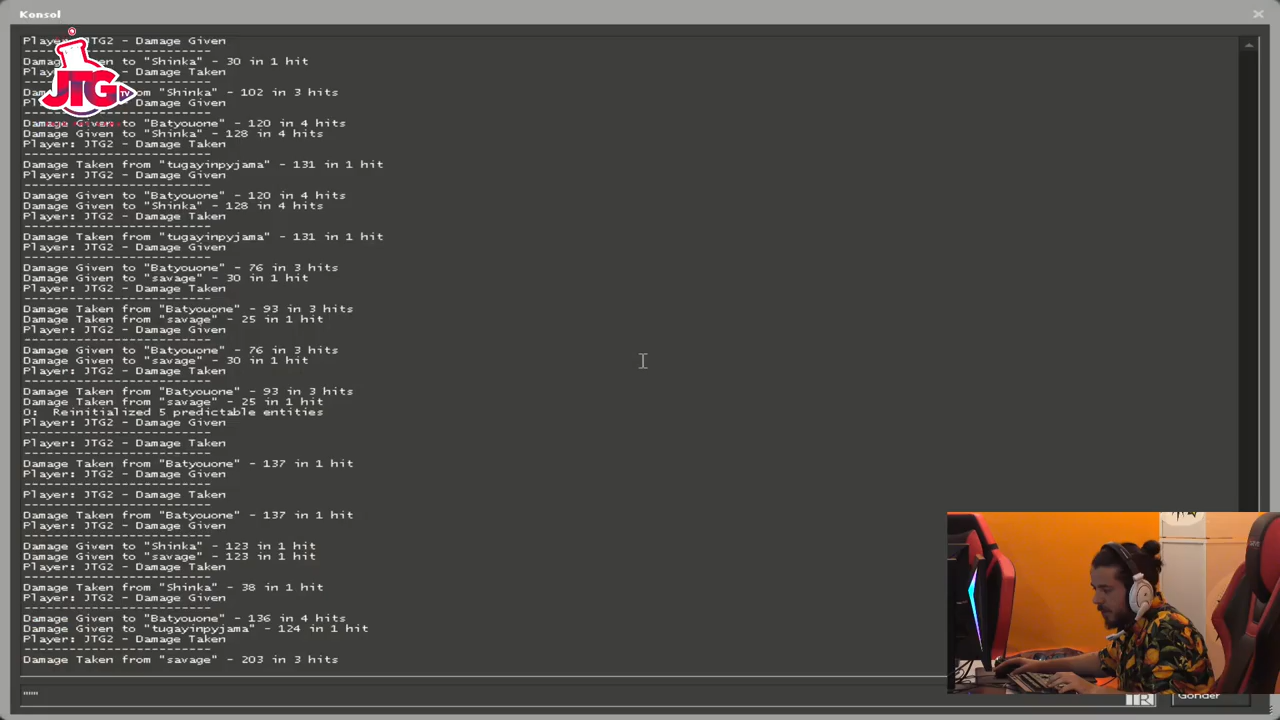 Konsol
Player: JTG2 - Damage Given
-------------------------
Damage Given to "Shinka" - 30 in 1 hit
Player: JTG2 - Damage Taken
-------------------------
Damage Taken from "Shinka" - 102 in 3 hits
Player: JTG2 - Damage Given
-------------------------
Damage Given to "Batyouone" - 120 in 4 hits
Damage Given to "Shinka" - 128 in 4 hits
Player: JTG2 - Damage Taken
-------------------------
Damage Taken from "tugayinpyjama" - 131 in 1 hit
Player: JTG2 - Damage Given
-------------------------
Damage Given to "Batyouone" - 120 in 4 hits
Damage Given to "Shinka" - 128 in 4 hits
Player: JTG2 - Damage Taken
-------------------------
Damage Taken from "tugayinpyjama" - 131 in 1 hit
Player: JTG2 - Damage Given
-------------------------
Damage Given to "Batyouone" - 76 in 3 hits
Damage Given to "savage" - 30 in 1 hit
Player: JTG2 - Damage Taken
-------------------------
Damage Taken from "Batyouone" - 93 in 3 hits
Damage Taken from "savage" - 25 in 1 hit
Player: JTG2 - Damage Given
-------------------------
Damage Given to "Batyouone" - 76 in 3 hits
Damage Given to "savage" - 30 in 1 hit
Player: JTG2 - Damage Taken
-------------------------
Damage Taken from "Batyouone" - 93 in 3 hits
Damage Taken from "savage" - 25 in 1 hit
0: Reinitialized 5 predictable entities
Player: JTG2 - Damage Given
-------------------------
Player: JTG2 - Damage Taken
-------------------------
Damage Taken from "Batyouone" - 137 in 1 hit
Player: JTG2 - Damage Given
-------------------------
Player: JTG2 - Damage Taken
-------------------------
Damage Taken from "Batyouone" - 137 in 1 hit
Player: JTG2 - Damage Given
-------------------------
Damage Given to "Shinka" - 123 in 1 hit
Damage Given to "savage" - 123 in 1 hit
Player: JTG2 - Damage Taken
-------------------------
Damage Taken from "Shinka" - 38 in 1 hit
Player: JTG2 - Damage Given
-------------------------
Damage Given to "Batyouone" - 136 in 4 hits
Damage Given to "tugayinpyjama" - 124 in 1 hit
Player: JTG2 - Damage Taken
-------------------------
Damage Taken from "savage" - 203 in 3 hits
""""
TR
Gönder
JTG
TV